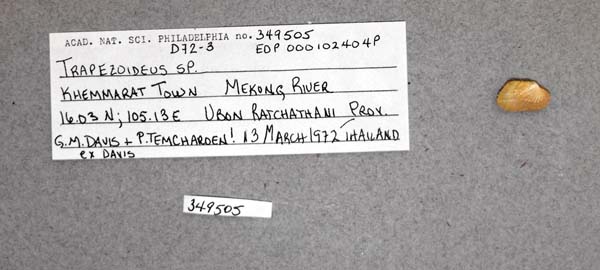 ACAD. NAT. SCI. PHILADELPHIA no. 349505
D72-3 EDP 000102404P
TRAPEZOIDEUS SP.
KHEMMARAT TOWN MEKONG RIVER
16.03 N; 105.13 E UBON RATCHATHANI PROV.
G.M. DAVIS + P. TEMCHAROEN! 13 MARCH 1972 THAILAND
ex DAVIS
349505